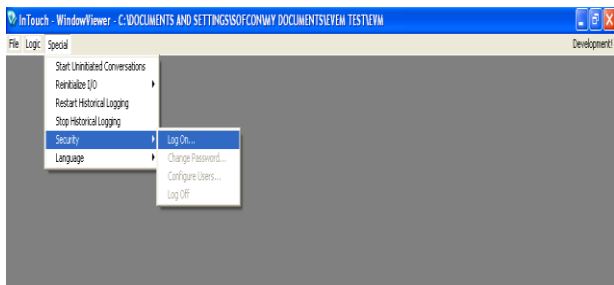 InTouch - WindowViewer - C:\DOCUMENTS AND SETTINGS\SOFCON\MY DOCUMENTS\EVEM TEST\EVM
File Logic Special Development!
Start Uninitiated Conversations
Reinitialize I/O
Restart Historical Logging
Stop Historical Logging
Security
Language
Log On...
Change Password...
Configure Users...
Log Off